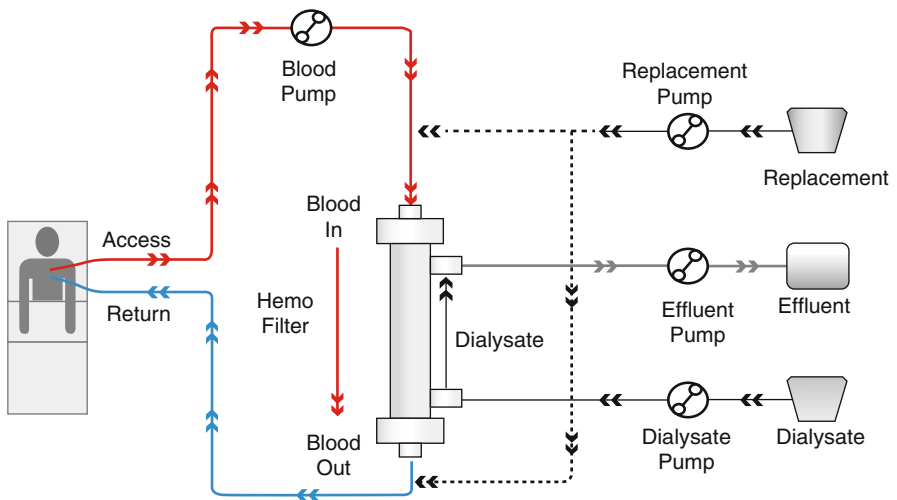 Blood
Pump
Replacement
Pump
Replacement
Blood
In
Access
Return
Hemo
Filter
Dialysate
Effluent
Pump
Effluent
Blood
Out
Dialysate
Pump
Dialysate